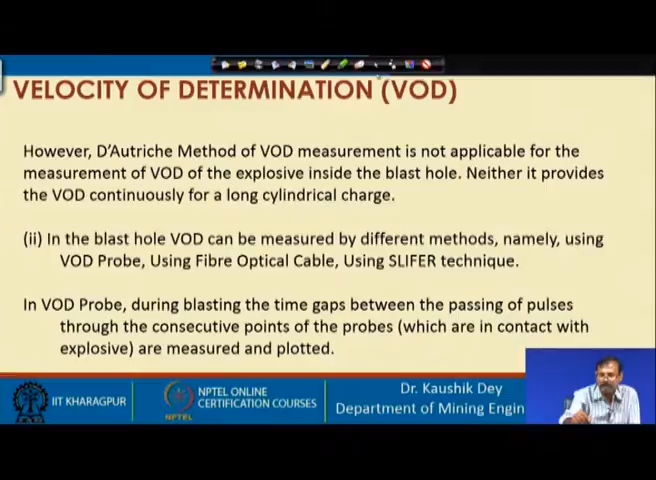 VELOCITY OF DETERMINATION (VOD)
However, D'Autriche Method of VOD measurement is not applicable for the
measurement of VOD of the explosive inside the blast hole. Neither it provides
the VOD continuously for a long cylindrical charge.
(ii) In the blast hole VOD can be measured by different methods, namely, using
VOD Probe, Using Fibre Optical Cable, Using SLIFER technique.
In VOD Probe, during blasting the time gaps between the passing of pulses
through the consecutive points of the probes (which are in contact with
explosive) are measured and plotted.
IIT KHARAGPUR
NPTEL
NPTEL ONLINE
CERTIFICATION COURSES
Dr. Kaushik Dey
Department of Mining Engin